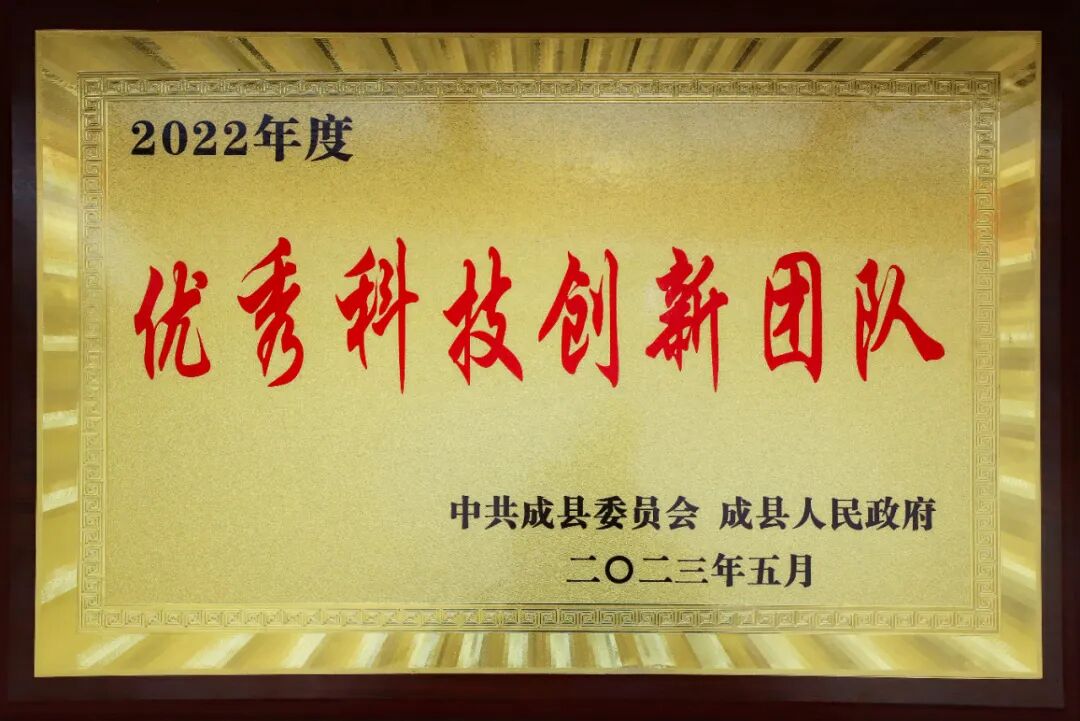 2022年度
优秀科技创新团队
中共成县委员会 成县人民政府
二〇二三年五月